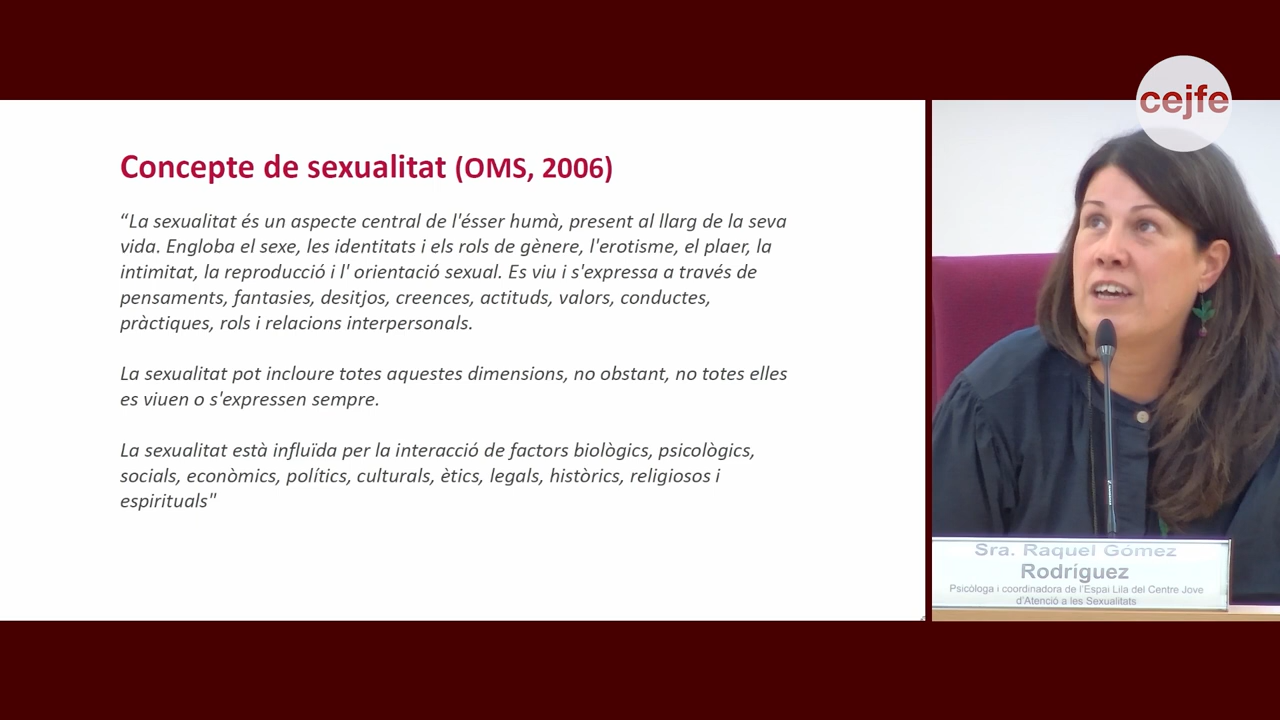 cejfe
Concepte de sexualitat (OMS, 2006)
“La sexualitat és un aspecte central de l'ésser humà, present al llarg de la seva
vida. Engloba el sexe, les identitats i els rols de gènere, l'erotisme, el plaer, la
intimitat, la reproducció i l' orientació sexual. Es viu i s'expressa a través de
pensaments, fantasies, desitjos, creences, actituds, valors, conductes,
pràctiques, rols i relacions interpersonals.
La sexualitat pot incloure totes aquestes dimensions, no obstant, no totes elles
es viuen o s'expressen sempre.
La sexualitat està influïda per la interacció de factors biològics, psicològics,
socials, econòmics, polítics, culturals, ètics, legals, històrics, religiosos i
espirituals"
Sra. Raquel Gómez
Rodríguez
Psicòloga i coordinadora de l'Espai Lila del Centre Jove
d'Atenció a les Sexualitats